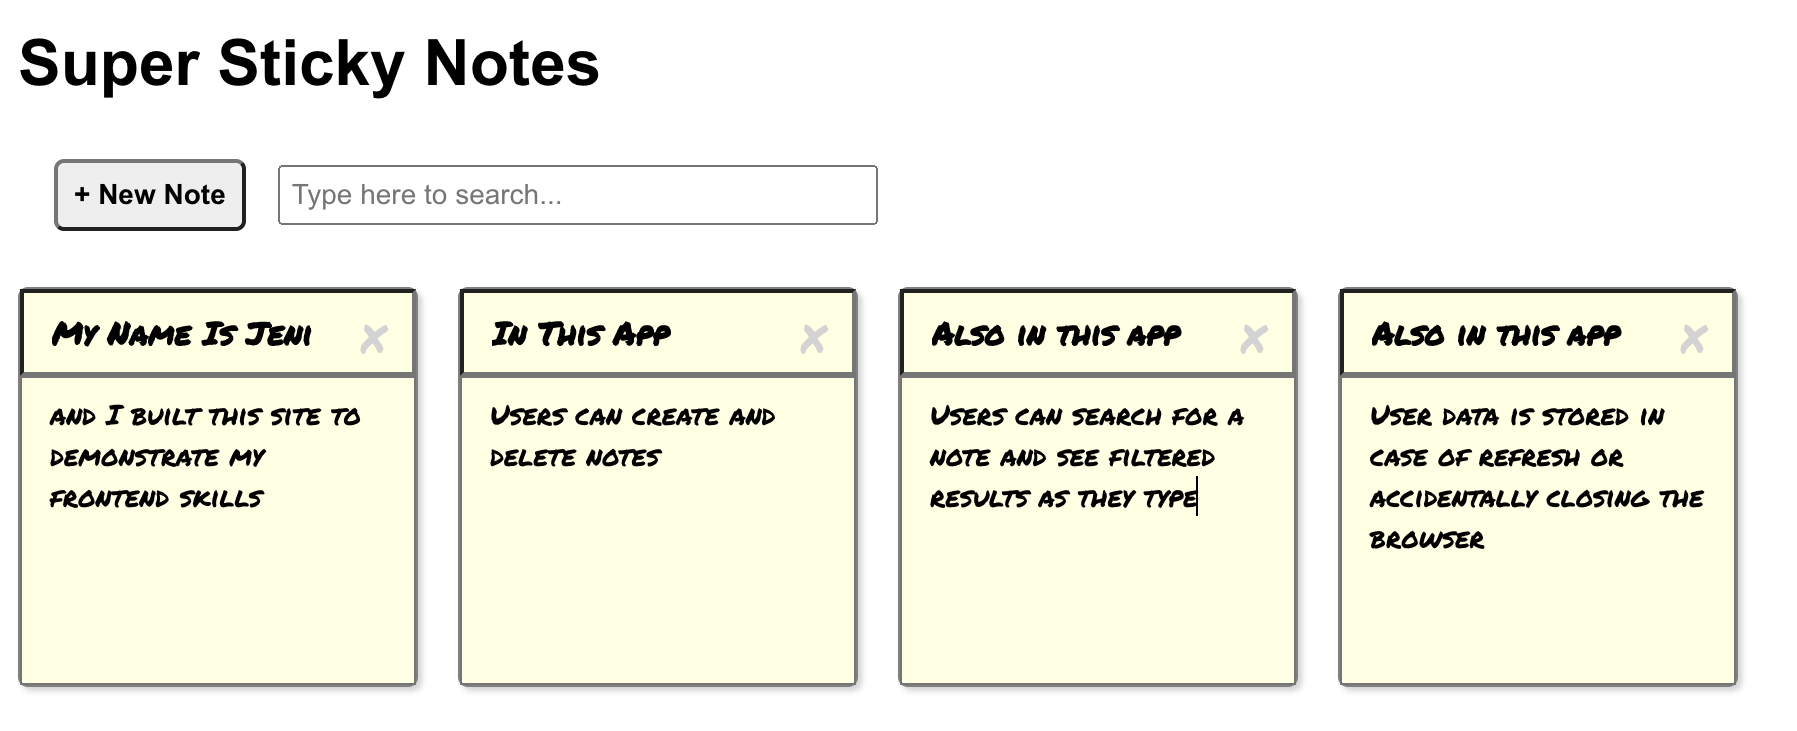 Super Sticky Notes
+ New Note
Type here to search...
My Name Is Jeni
and I built this site to
demonstrate my
frontend skills
In This App
Users can create and
delete notes
Also in this app
Users can search for a
note and see filtered
results as they type
Also in this app
User data is stored in
case of refresh or
accidentally closing the
browser